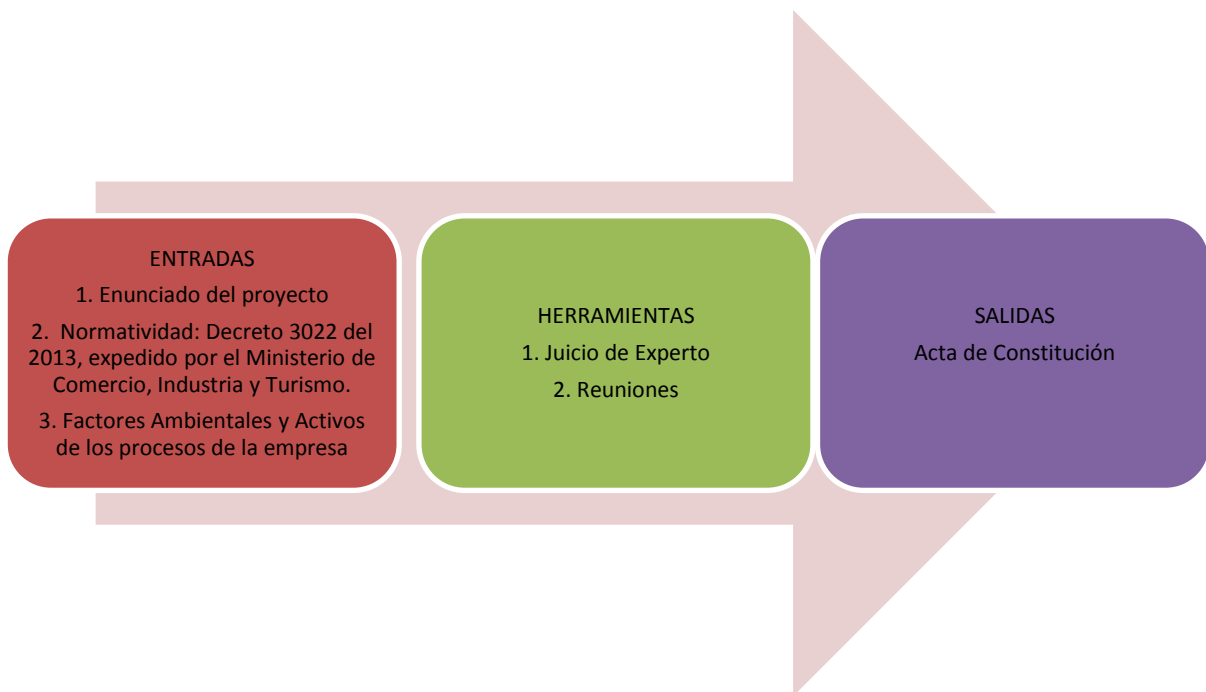 ENTRADAS
1. Enunciado del proyecto
2. Normatividad: Decreto 3022 del
2013, expedido por el Ministerio de
Comercio, Industria y Turismo.
3. Factores Ambientales y Activos
de los procesos de la empresa
HERRAMIENTAS
1. Juicio de Experto
2. Reuniones
SALIDAS
Acta de Constitución